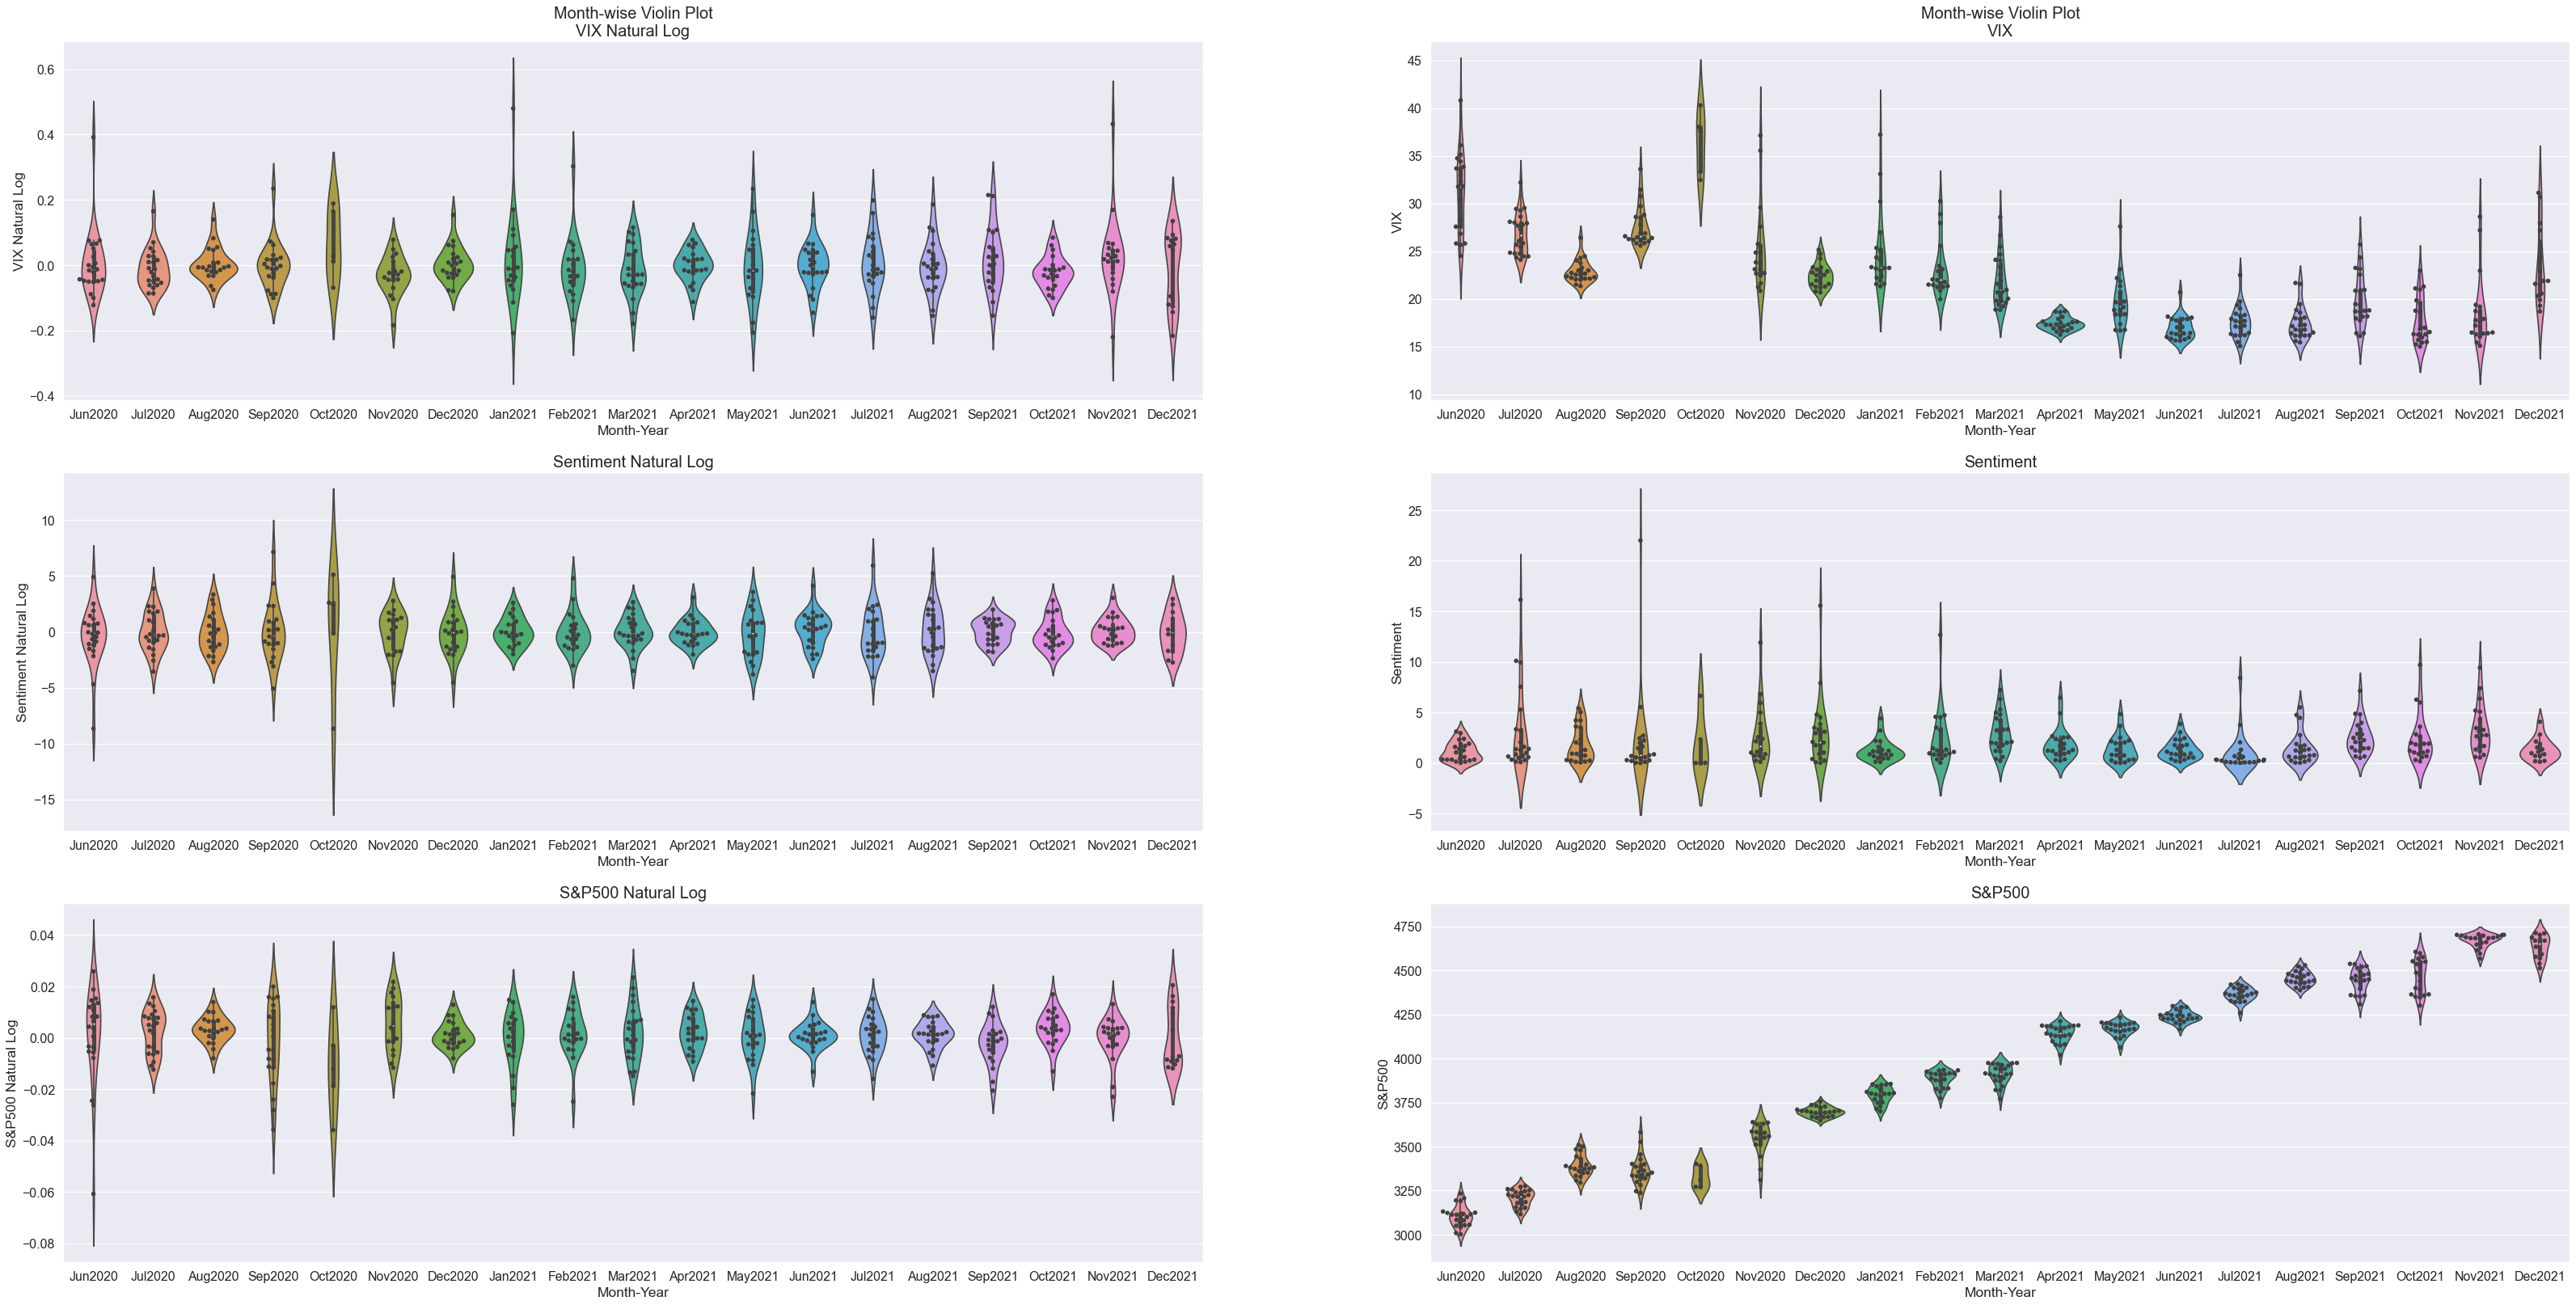 Month-wise Violin Plot
VIX Natural Log
VIX Natural Log
0.6
0.4
0.2
0.0
−0.2
−0.4
Jun2020 Jul2020 Aug2020 Sep2020 Oct2020 Nov2020 Dec2020 Jan2021 Feb2021 Mar2021 Apr2021 May2021 Jun2021 Jul2021 Aug2021 Sep2021 Oct2021 Nov2021 Dec2021
Month-Year
Month-wise Violin Plot
VIX
VIX
45
40
35
30
25
20
15
10
Jun2020 Jul2020 Aug2020 Sep2020 Oct2020 Nov2020 Dec2020 Jan2021 Feb2021 Mar2021 Apr2021 May2021 Jun2021 Jul2021 Aug2021 Sep2021 Oct2021 Nov2021 Dec2021
Month-Year
Sentiment Natural Log
Sentiment Natural Log
10
5
0
−5
−10
−15
Jun2020 Jul2020 Aug2020 Sep2020 Oct2020 Nov2020 Dec2020 Jan2021 Feb2021 Mar2021 Apr2021 May2021 Jun2021 Jul2021 Aug2021 Sep2021 Oct2021 Nov2021 Dec2021
Month-Year
Sentiment
Sentiment
25
20
15
10
5
0
−5
Jun2020 Jul2020 Aug2020 Sep2020 Oct2020 Nov2020 Dec2020 Jan2021 Feb2021 Mar2021 Apr2021 May2021 Jun2021 Jul2021 Aug2021 Sep2021 Oct2021 Nov2021 Dec2021
Month-Year
S&P500 Natural Log
S&P500 Natural Log
0.04
0.02
0.00
−0.02
−0.04
−0.06
−0.08
Jun2020 Jul2020 Aug2020 Sep2020 Oct2020 Nov2020 Dec2020 Jan2021 Feb2021 Mar2021 Apr2021 May2021 Jun2021 Jul2021 Aug2021 Sep2021 Oct2021 Nov2021 Dec2021
Month-Year
S&P500
S&P500
4750
4500
4250
4000
3750
3500
3250
3000
Jun2020 Jul2020 Aug2020 Sep2020 Oct2020 Nov2020 Dec2020 Jan2021 Feb2021 Mar2021 Apr2021 May2021 Jun2021 Jul2021 Aug2021 Sep2021 Oct2021 Nov2021 Dec2021
Month-Year